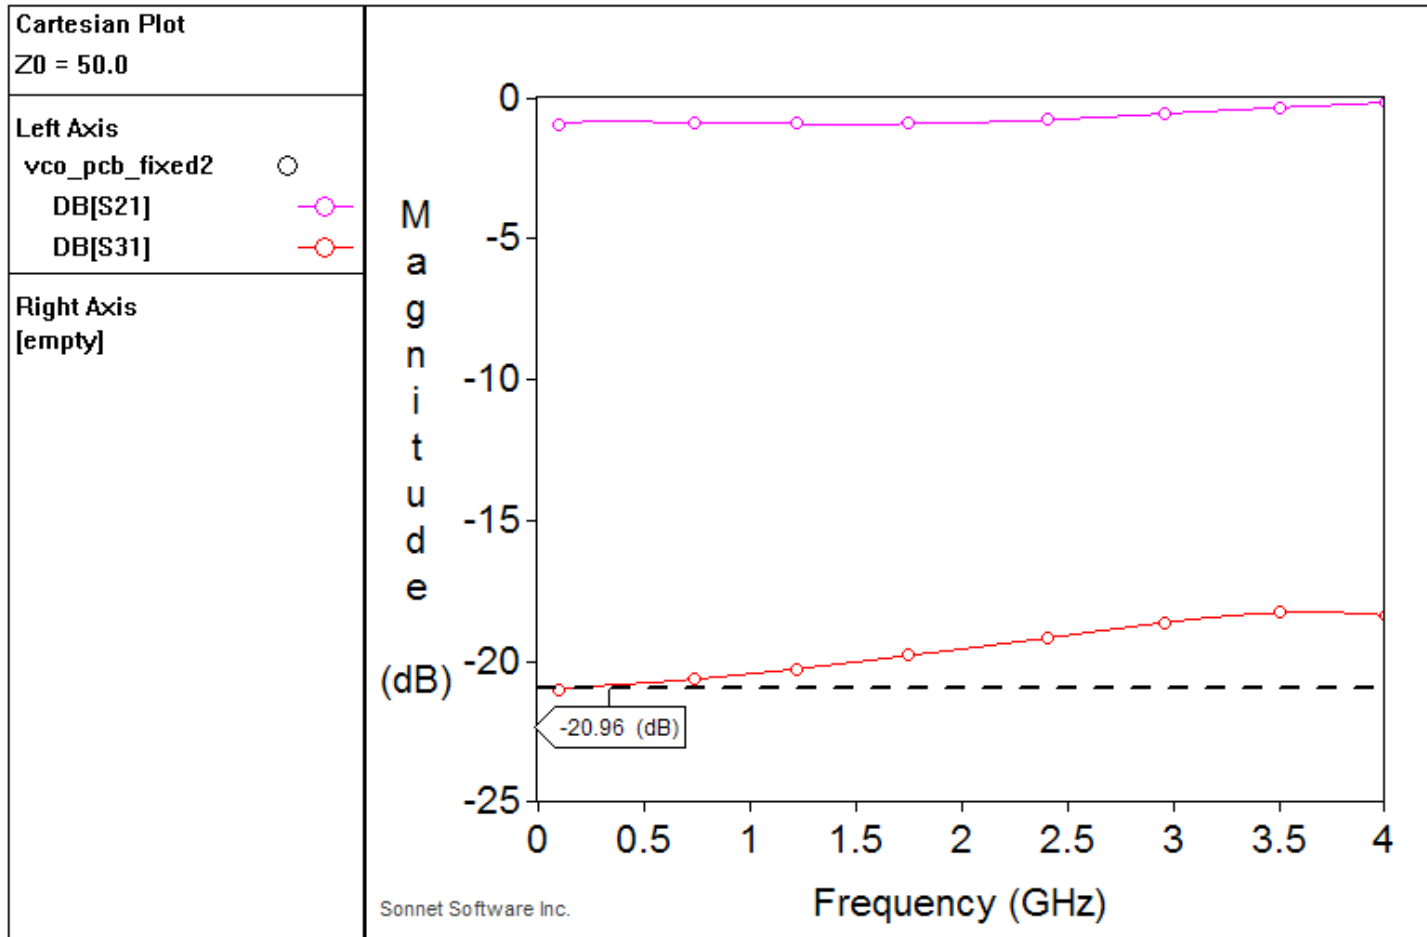 Cartesian Plot
Z0 = 50.0
Left Axis
vco_pcb_fixed2
DB[S21]
DB[S31]
Right Axis
[empty]
Magnitude
(dB)
0
-5
-10
-15
-20
-25
-20.96 (dB)
0 0.5 1 1.5 2 2.5 3 3.5 4
Frequency (GHz)
Sonnet Software Inc.